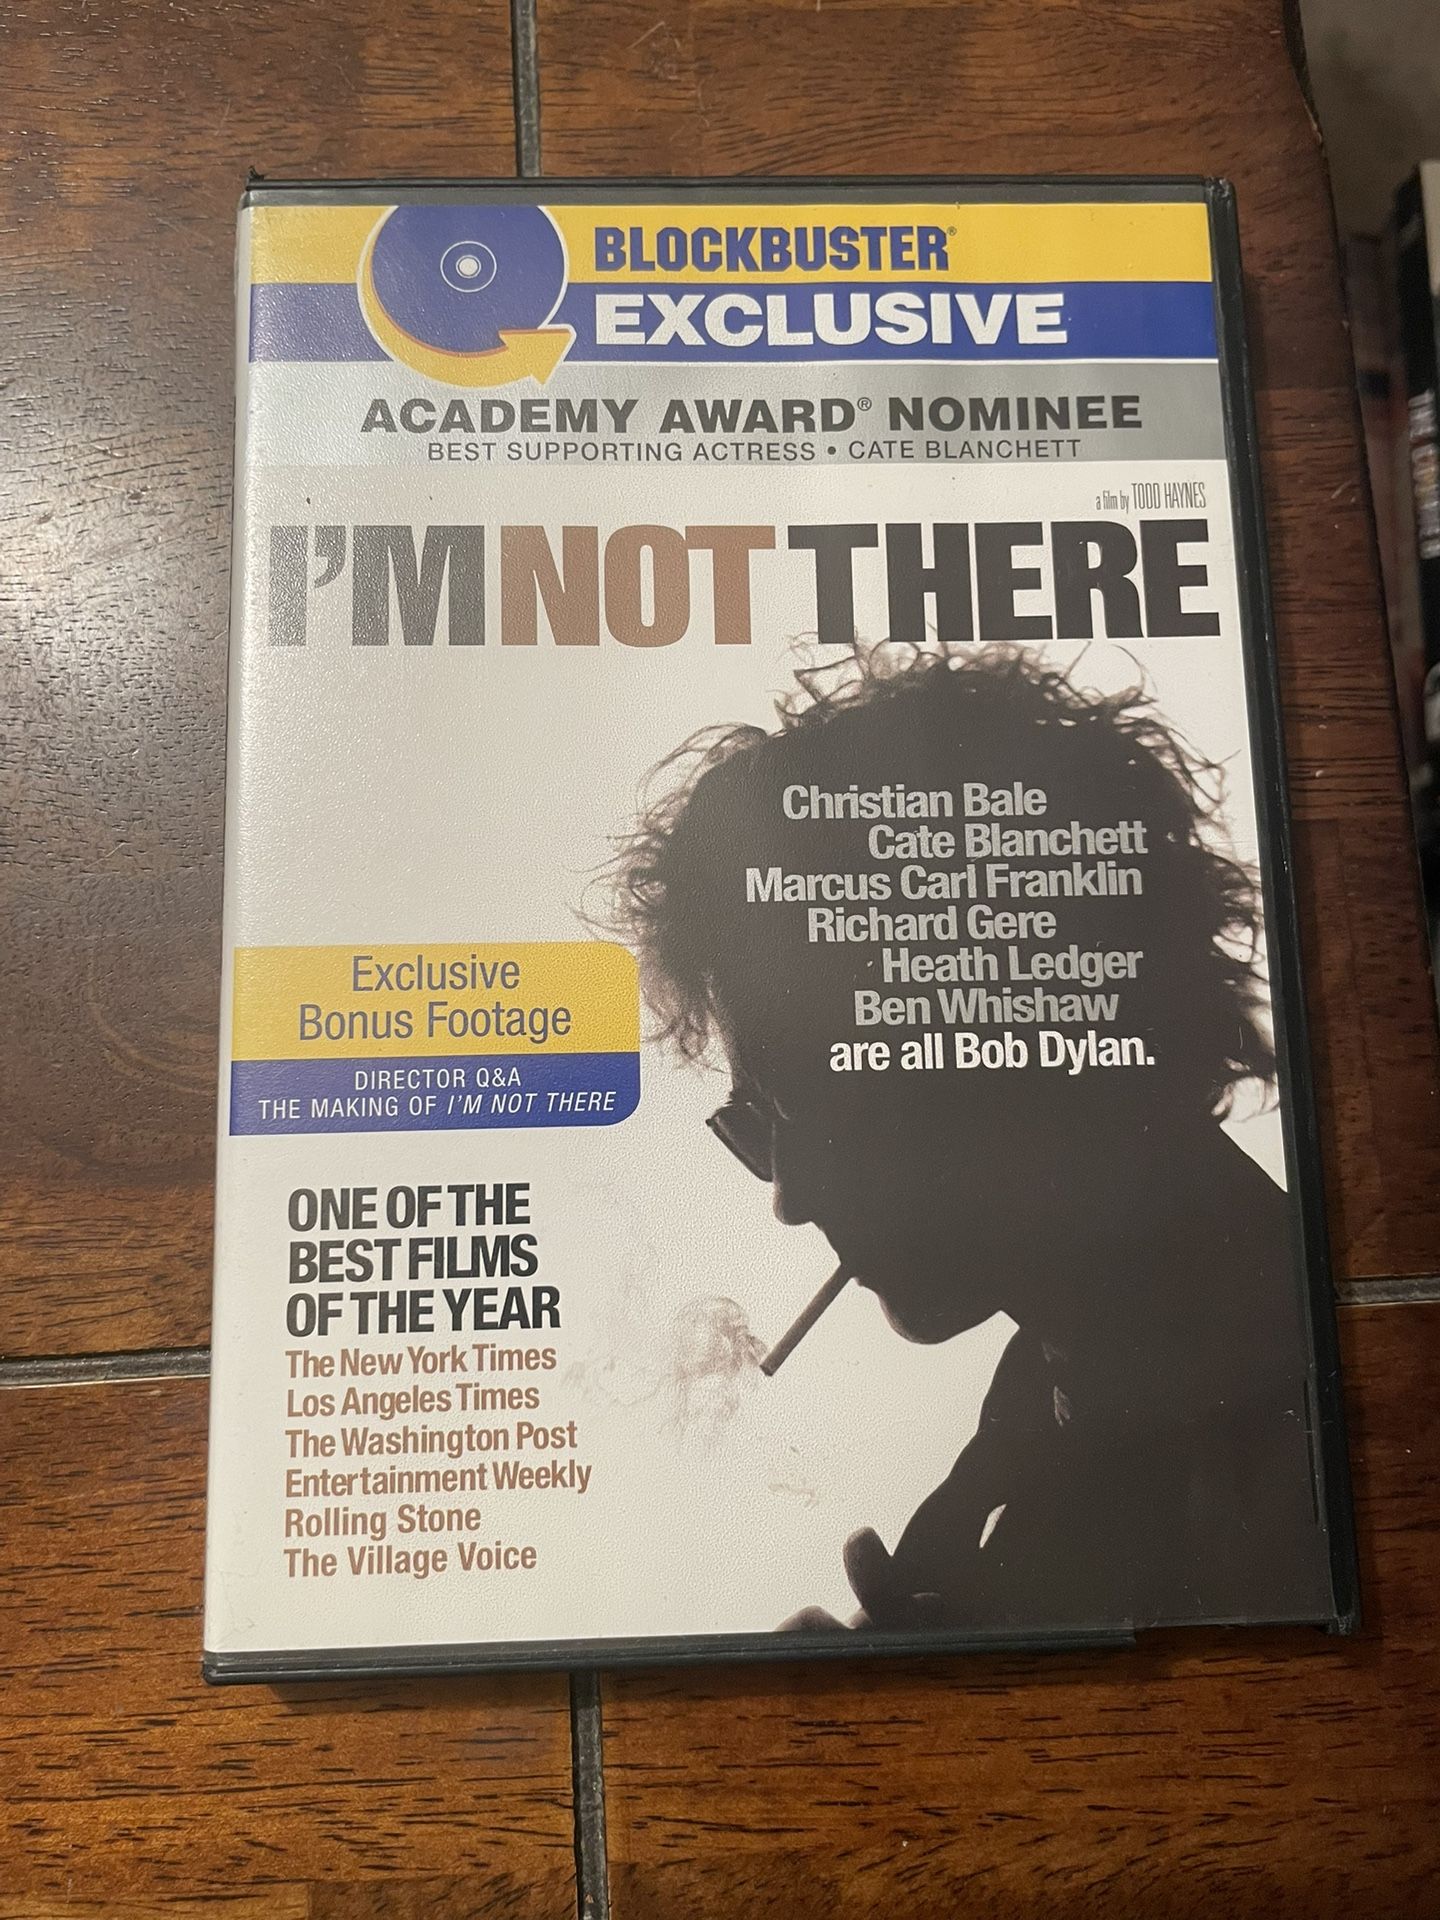 BLOCKBUSTER®
EXCLUSIVE
ACADEMY AWARD® NOMINEE
BEST SUPPORTING ACTRESS • CATE BLANCHETT
a film by TODD HAYNES
I'M NOT THERE
Christian Bale
Cate Blanchett
Marcus Carl Franklin
Richard Gere
Heath Ledger
Ben Whishaw
are all Bob Dylan.
Exclusive
Bonus Footage
DIRECTOR Q&A
THE MAKING OF I'M NOT THERE
ONE OF THE
BEST FILMS
OF THE YEAR
The New York Times
Los Angeles Times
The Washington Post
Entertainment Weekly
Rolling Stone
The Village Voice